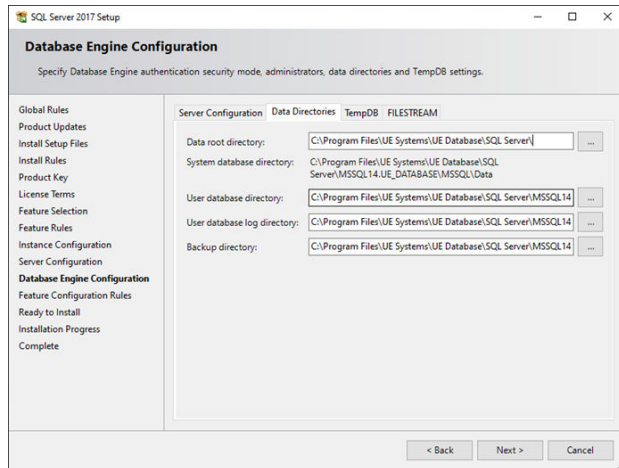 SQL Server 2017 Setup
Database Engine Configuration
Specify Database Engine authentication security mode, administrators, data directories and TempDB settings.
Global Rules
Product Updates
Install Setup Files
Install Rules
Product Key
License Terms
Feature Selection
Feature Rules
Instance Configuration
Server Configuration
Database Engine Configuration
Feature Configuration Rules
Ready to Install
Installation Progress
Complete
Server Configuration Data Directories TempDB FILESTREAM
Data root directory: C:\Program Files\UE Systems\UE Database\SQL Server\ ...
System database directory: C:\Program Files\UE Systems\UE Database\SQL
Server\MSSQL14.UE_DATABASE\MSSQL\Data
User database directory: C:\Program Files\UE Systems\UE Database\SQL Server\MSSQL14 ...
User database log directory: C:\Program Files\UE Systems\UE Database\SQL Server\MSSQL14 ...
Backup directory: C:\Program Files\UE Systems\UE Database\SQL Server\MSSQL14 ...
< Back Next > Cancel